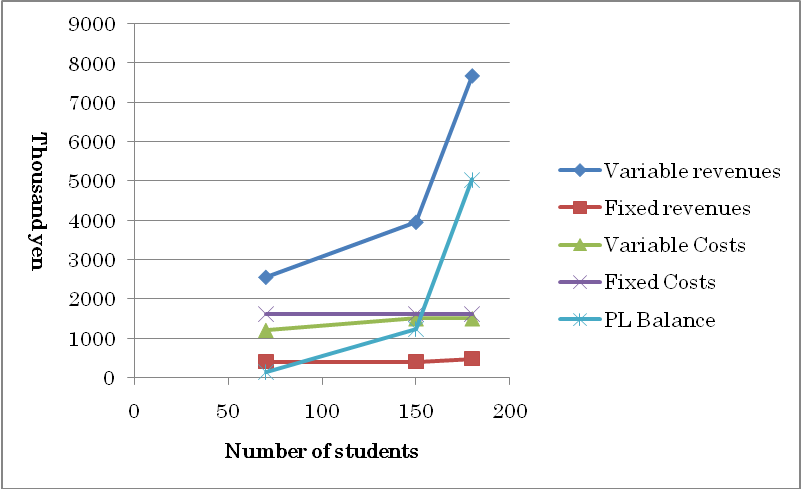 9000
8000
7000
6000
5000
4000
3000
2000
1000
0
Thousand yen
0 50 100 150 200
Number of students
Variable revenues
Fixed revenues
Variable Costs
Fixed Costs
PL Balance